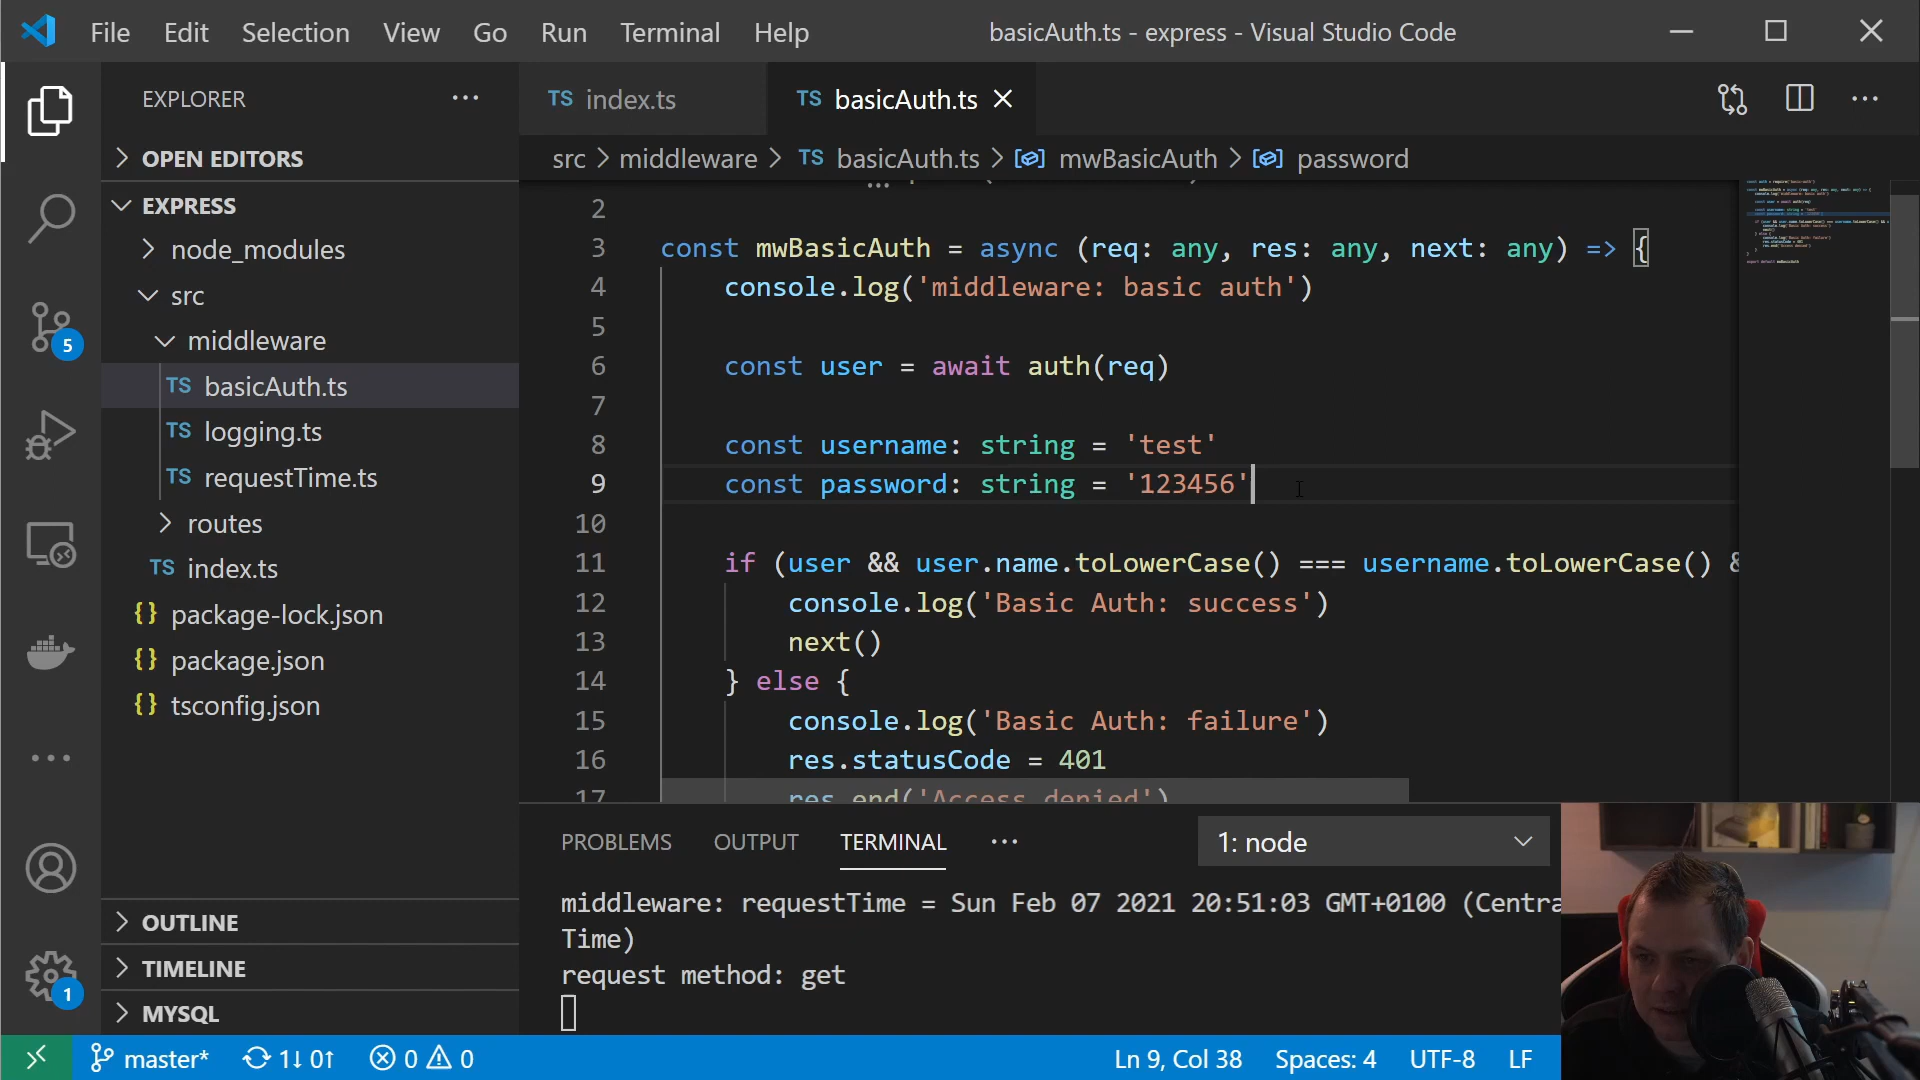 File Edit Selection View Go Run Terminal Help
basicAuth.ts - express - Visual Studio Code
EXPLORER
TS index.ts
TS basicAuth.ts
OPEN EDITORS
src > middleware > TS basicAuth.ts > mwBasicAuth > password
EXPRESS
node_modules
src
middleware
TS basicAuth.ts
TS logging.ts
TS requestTime.ts
routes
TS index.ts
{} package-lock.json
{} package.json
{} tsconfig.json
OUTLINE
TIMELINE
MYSQL
5
1
2
3 const mwBasicAuth = async (req: any, res: any, next: any) => {
4 console.log('middleware: basic auth')
5
6 const user = await auth(req)
7
8 const username: string = 'test'
9 const password: string = '123456'
10
11 if (user && user.name.toLowerCase() === username.toLowerCase() &
12 console.log('Basic Auth: success')
13 next()
14 } else {
15 console.log('Basic Auth: failure')
16 res.statusCode = 401
17 res.end('Access denied')
PROBLEMS OUTPUT TERMINAL
1: node
middleware: requestTime = Sun Feb 07 2021 20:51:03 GMT+0100 (Centra
Time)
request method: get
master* 1↓ 0↑ 0 0
Ln 9, Col 38 Spaces: 4 UTF-8 LF